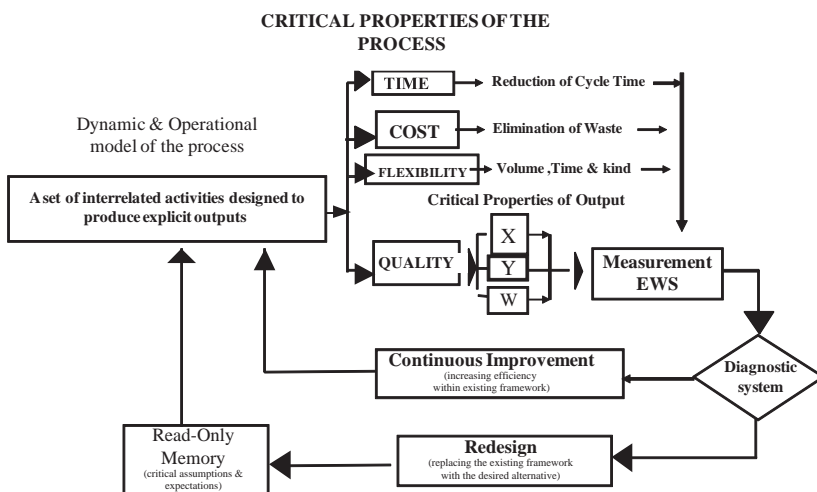 CRITICAL PROPERTIES OF THE
PROCESS
TIME
Reduction of Cycle Time
Dynamic & Operational
model of the process
COST
Elimination of Waste
FLEXIBILITY
Volume ,Time & kind
A set of interrelated activities designed to
produce explicit outputs
Critical Properties of Output
QUALITY
X
Y
W
Measurement
EWS
Continuous Improvement
(increasing efficiency
within existing framework)
Diagnostic
system
Read-Only
Memory
(critical assumptions &
expectations)
Redesign
(replacing the existing framework
with the desired alternative)